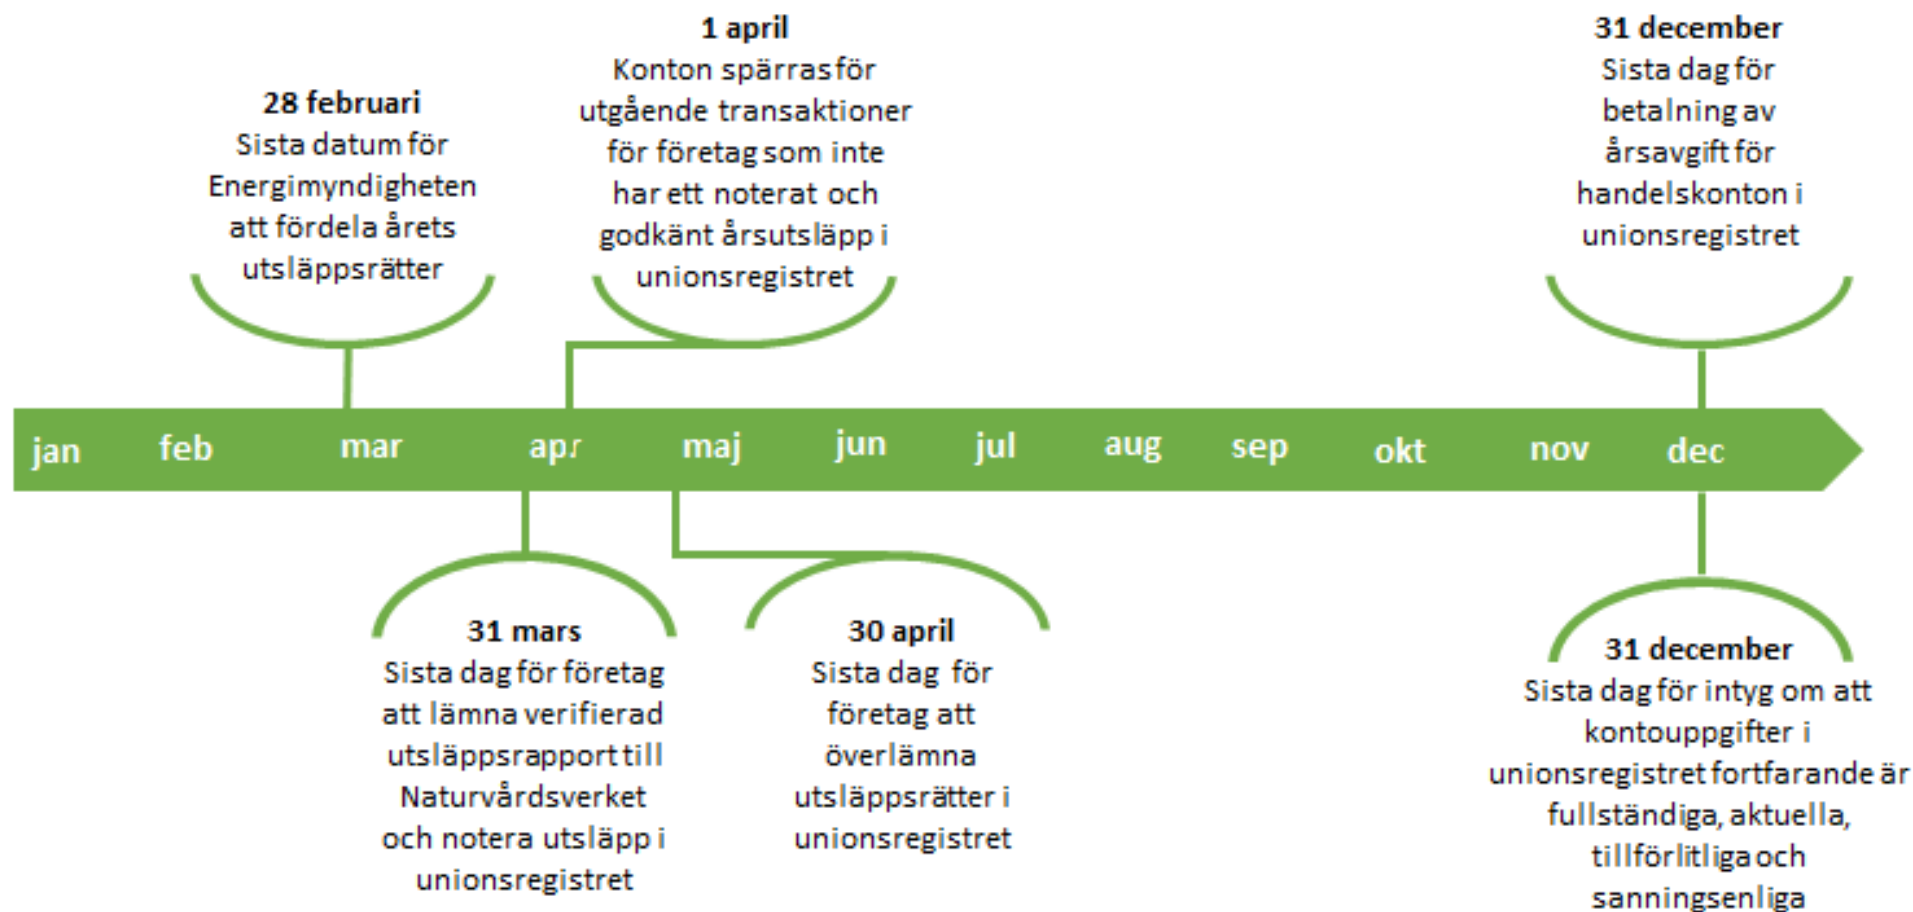 28 februari
Sista datum för
Energimyndigheten
att fördela årets
utsläppsrätter
1 april
Konton spärras för
utgående transaktioner
för företag som inte
har ett noterat och
godkänt årsutsläpp i
unionsregistret
31 december
Sista dag för
betalning av
årsavgift för
handelskonton i
unionsregistret
jan feb mar apr maj jun jul aug sep okt nov dec
31 mars
Sista dag för företag
att lämna verifierad
utsläppsrapport till
Naturvårdsverket
och notera utsläpp i
unionsregistret
30 april
Sista dag för
företag att
överlämna
utsläppsrätter i
unionsregistret
31 december
Sista dag för intyg om att
kontouppgifter i
unionsregistret fortfarande är
fullständiga, aktuella,
tillförlitliga och
sanningsenliga